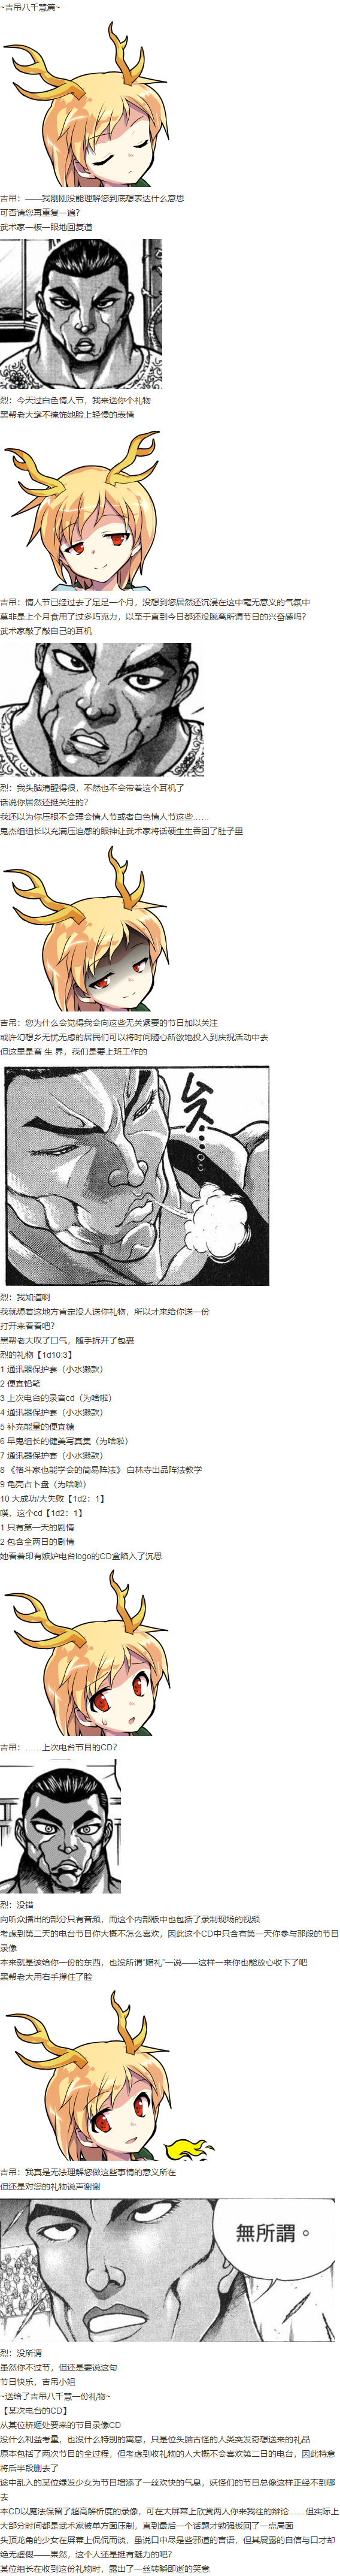 ~吉吊八千慧篇~
吉吊：——我刚刚没能理解您到底想表达什么意思
可否请您再重复一遍？
武术家一板一眼地回复道
烈：今天过白色情人节，我来送你个礼物
黑帮老大毫不掩饰她脸上轻慢的表情
吉吊：情人节已经过去了足足一个月，没想到您居然还沉浸在这中毫无意义的气氛中
莫非是上个月食用了过多巧克力，以至于直到今日都还没脱离所谓节日的兴奋感吗？
武术家敲了敲自己的耳机
烈：我头脑清醒得很，不然也不会带着这个耳机了
话说你居然还挺关注的？
我还以为你压根不会理会情人节或者白色情人节这些……
鬼杰组组长以充满压迫感的眼神让武术家将话硬生生吞回了肚子里
吉吊：您为什么会觉得我会向这些无关紧要的节日加以关注
或许幻想乡无忧无虑的居民们可以将时间随心所欲地投入到庆祝活动中去
但这里是畜 生 界，我们是要上班工作的
ムス…。
烈：我知道啊
我就想着这地方肯定没人送你礼物，所以才来给你送一份
打开来看看吧？
黑帮老大叹了口气，随手拆开了包裹
烈的礼物【1d10:3】
1 通讯器保护套（小水獭款）
2 便宜铅笔
3 上次电台的录音cd（为啥啦）
4 通讯器保护套（小水獭款）
5 补充能量的便宜糖
6 早鬼组长的健美写真集（为啥啦）
7 通讯器保护套（小水獭款）
8 《格斗家也能学会的简易阵法》 白林寺出品阵法教学
9 龟壳占卜盘（为啥啦）
10 大成功/大失败【1d2：1】
噗，这个cd【1d2：1】
1 只有第一天的剧情
2 包含全两日的剧情
她看着印有嫉妒电台logo的CD盒陷入了沉思
吉吊：……上次电台节目的CD？
烈：没错
向听众播出的部分只有音频，而这个内部版中也包括了录制现场的视频
考虑到第二天的电台节目你大概不怎么喜欢，因此这个CD中只含有第一天你参与那段的节目
录像
本来就是该给你一份的东西，也没所谓“赠礼”一说——这样一来你也能放心收下了吧
黑帮老大用右手撑住了脸
吉吊：我真是无法理解您做这些事情的意义所在
但还是对您的礼物说声谢谢
無所謂。
烈：没所谓
虽然你不过节，但还是要说这句
节日快乐，吉吊小姐
~送给了吉吊八千慧一份礼物~
【某次电台的CD】
从某位桥姬处要来的节目录像CD
没什么利益考量，也没什么特别的寓意，只是位头脑古怪的人类突发奇想送来的礼品
原本包括了两次节目的全过程，但考虑到收礼物的人大概不会喜欢第二日的电台，因此特意
将后半段删去了
途中乱入的某位绿发少女为节目增添了一丝欢快的气息，妖怪们的节目总像这样正经不到哪
去
本CD以魔法保留了超高解析度的录像，可在大屏幕上欣赏两人你来我往的辩论……但实际上
大部分时间都是武术家被单方面压制，直到最后一个话题才勉强扳回了一点局面
头顶龙角的少女在屏幕上侃侃而谈，虽说口中尽是些邪道的言语，但其展露的自信与口才却
绝无虚假——果然，这个人还是挺有魅力的吧？
某位组长在收到这份礼物时，露出了一丝转瞬即逝的笑意